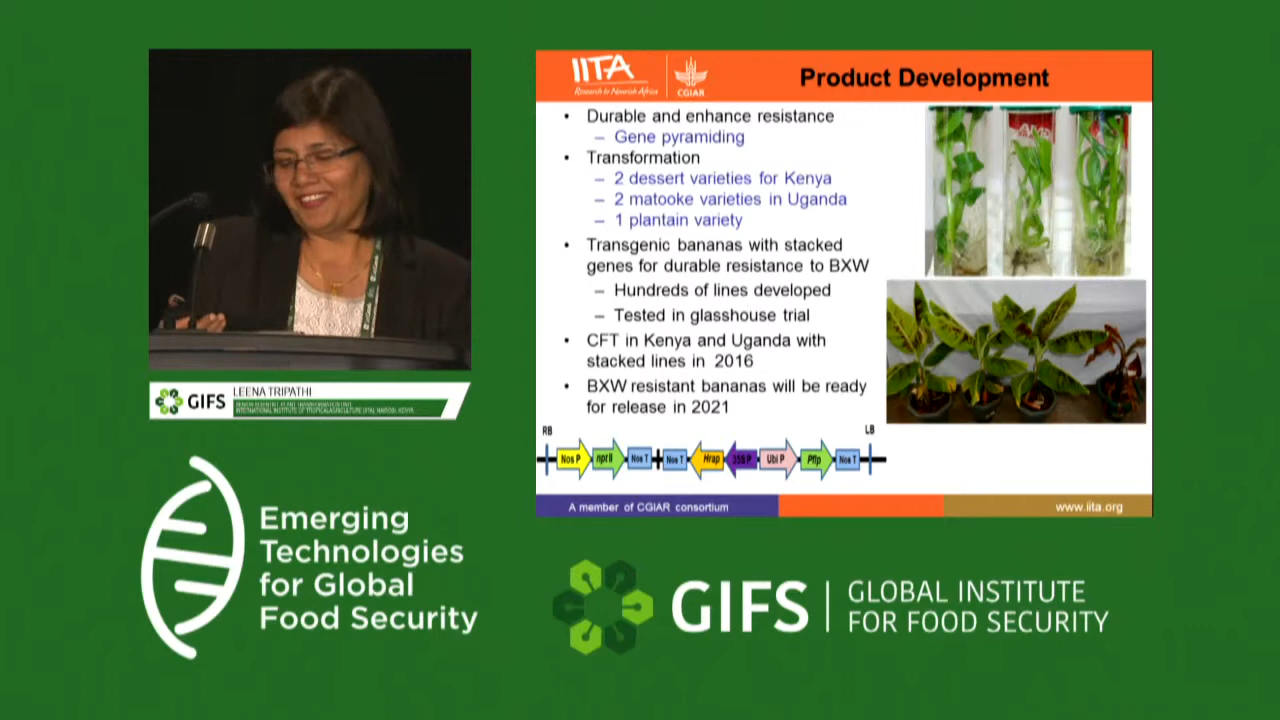 IITA
Research to Nourish Africa
CGIAR
Product Development
• Durable and enhance resistance
– Gene pyramiding
• Transformation
– 2 dessert varieties for Kenya
– 2 matooke varieties in Uganda
– 1 plantain variety
• Transgenic bananas with stacked
genes for durable resistance to BXW
– Hundreds of lines developed
– Tested in glasshouse trial
• CFT in Kenya and Uganda with
stacked lines in 2016
• BXW resistant bananas will be ready
for release in 2021
RB
LB
Nos P nptII Nos T Nos T Hrap 35S P Ubi P Pflp Nos T
A member of CGIAR consortium
www.iita.org
GIFS
LEENA TRIPATHI
Emerging
Technologies
for Global
Food Security
GIFS
GLOBAL INSTITUTE
FOR FOOD SECURITY